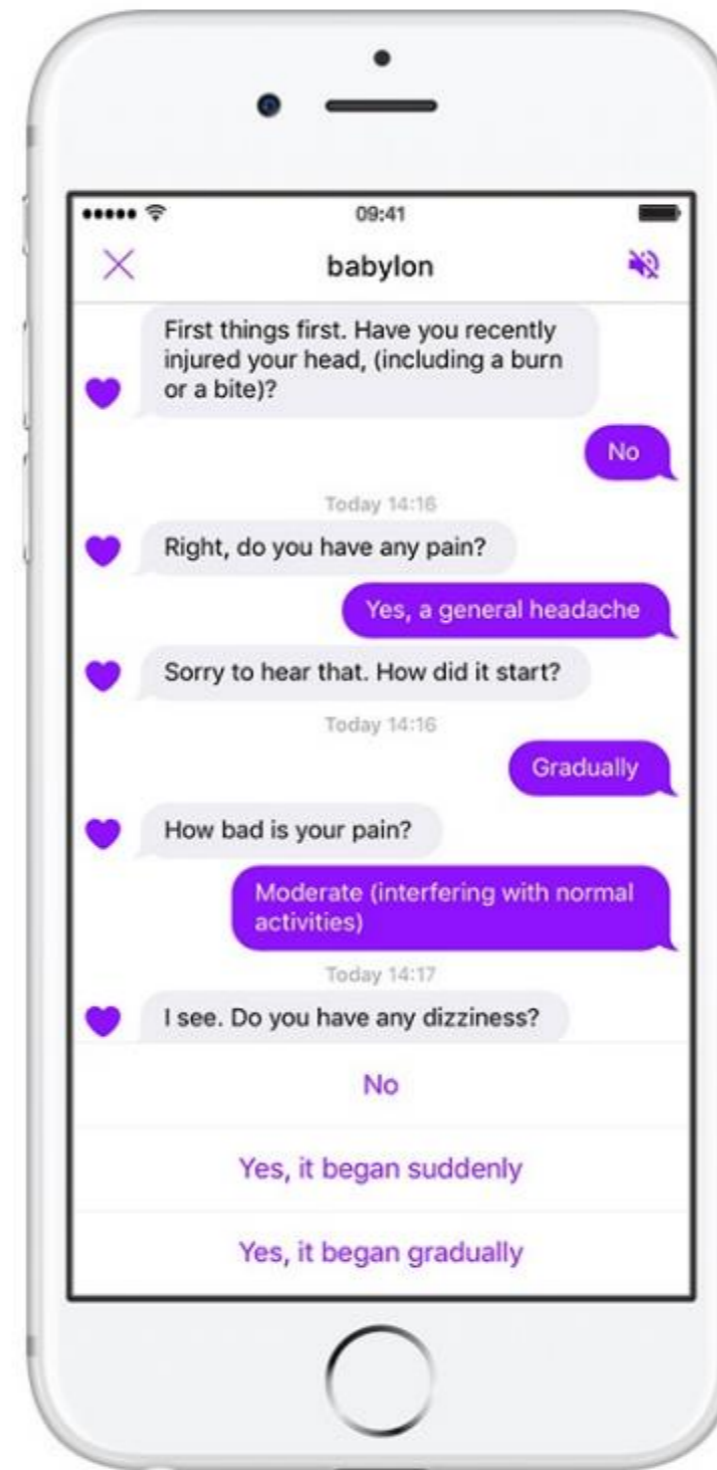 09:41
babylon
First things first. Have you recently
injured your head, (including a burn
or a bite)?
No
Today 14:16
Right, do you have any pain?
Yes, a general headache
Sorry to hear that. How did it start?
Today 14:16
Gradually
How bad is your pain?
Moderate (interfering with normal
activities)
Today 14:17
I see. Do you have any dizziness?
No
Yes, it began suddenly
Yes, it began gradually